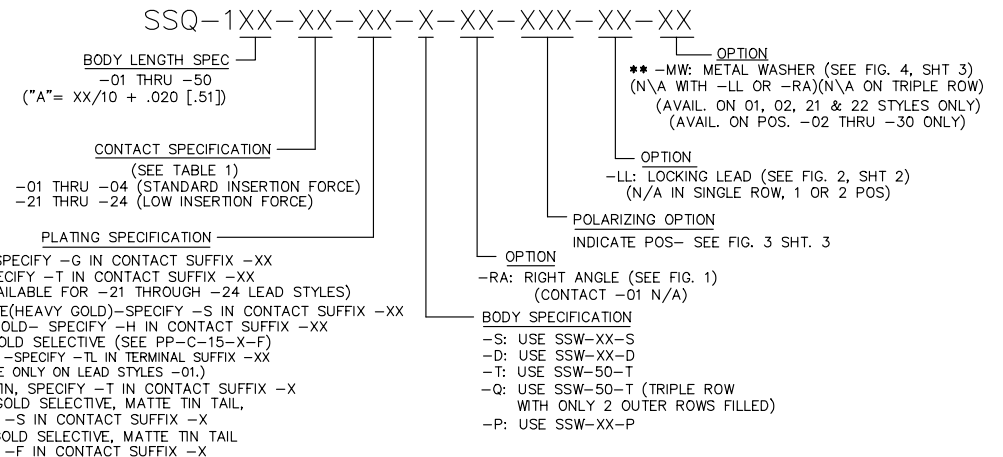 SSQ-1XX-XX-XX-X-XX-XXX-XX-XX
BODY LENGTH SPEC
-01 THRU -50
("A"= XX/10 + .020 [.51])
CONTACT SPECIFICATION
(SEE TABLE 1)
-01 THRU -04 (STANDARD INSERTION FORCE)
-21 THRU -24 (LOW INSERTION FORCE)
PLATING SPECIFICATION
SPECIFY -G IN CONTACT SUFFIX -XX
ECIFY -T IN CONTACT SUFFIX -XX
AILABLE FOR -21 THROUGH -24 LEAD STYLES)
E(HEAVY GOLD)-SPECIFY -S IN CONTACT SUFFIX -XX
OLD- SPECIFY -H IN CONTACT SUFFIX -XX
OLD SELECTIVE (SEE PP-C-15-X-F)
-SPECIFY -TL IN TERMINAL SUFFIX -XX
E ONLY ON LEAD STYLES -01.)
IN, SPECIFY -T IN CONTACT SUFFIX -X
GOLD SELECTIVE, MATTE TIN TAIL,
-S IN CONTACT SUFFIX -X
GOLD SELECTIVE, MATTE TIN TAIL
-F IN CONTACT SUFFIX -X
OPTION
** -MW: METAL WASHER (SEE FIG. 4, SHT 3)
(N\A WITH -LL OR -RA)(N\A ON TRIPLE ROW)
(AVAIL. ON 01, 02, 21 & 22 STYLES ONLY)
(AVAIL. ON POS. -02 THRU -30 ONLY)
OPTION
-LL: LOCKING LEAD (SEE FIG. 2, SHT 2)
(N/A IN SINGLE ROW, 1 OR 2 POS)
POLARIZING OPTION
INDICATE POS- SEE FIG. 3 SHT. 3
OPTION
-RA: RIGHT ANGLE (SEE FIG. 1)
(CONTACT -01 N/A)
BODY SPECIFICATION
-S: USE SSW-XX-S
-D: USE SSW-XX-D
-T: USE SSW-50-T
-Q: USE SSW-50-T (TRIPLE ROW
WITH ONLY 2 OUTER ROWS FILLED)
-P: USE SSW-XX-P